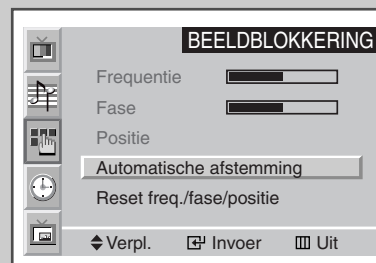 BEELDBLOKKERING
Frequentie
Fase
Positie
Automatische afstemming
Reset freq./fase/positie
Verpl. Invoer Uit